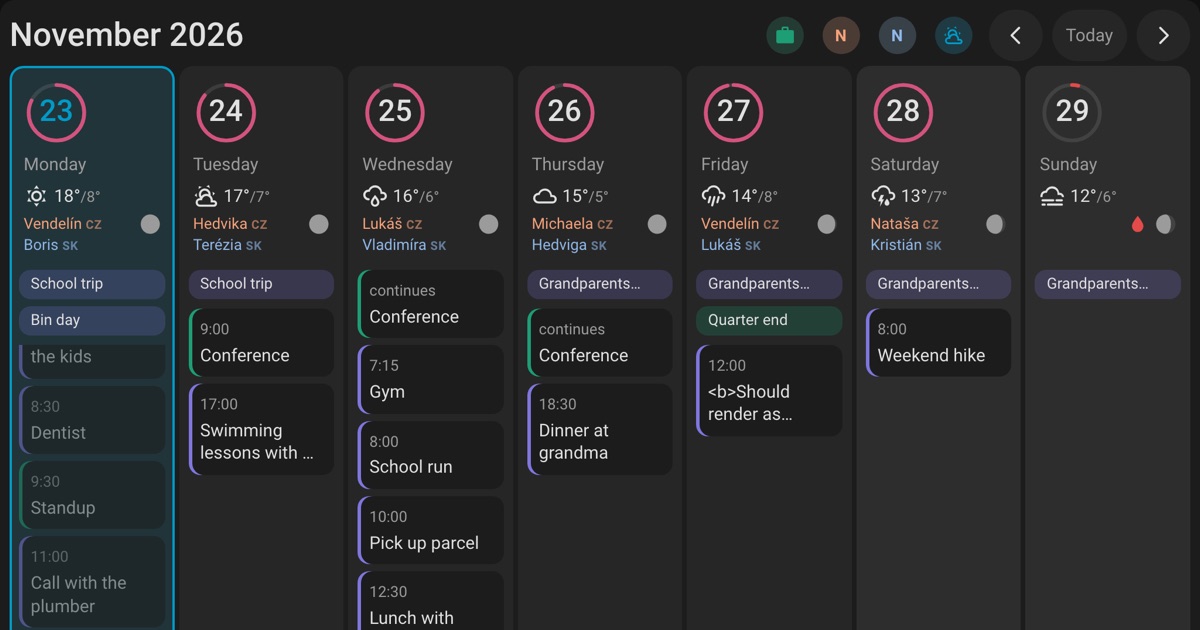 November 2026
N
N
Today
23
Monday
18°/8°
Vendelín CZ
Boris SK
School trip
Bin day
the kids
8:30
Dentist
9:30
Standup
11:00
Call with the
plumber
24
Tuesday
17°/7°
Hedvika CZ
Terézia SK
School trip
9:00
Conference
17:00
Swimming
lessons with …
25
Wednesday
16°/6°
Lukáš CZ
Vladimíra SK
continues
Conference
7:15
Gym
8:00
School run
10:00
Pick up parcel
12:30
Lunch with
26
Thursday
15°/5°
Michaela CZ
Hedviga SK
Grandparents…
continues
Conference
18:30
Dinner at
grandma
27
Friday
14°/8°
Vendelín CZ
Lukáš SK
Grandparents…
Quarter end
12:00
&lt;b&gt;Should
render as…
28
Saturday
13°/7°
Nataša CZ
Kristián SK
Grandparents…
8:00
Weekend hike
29
Sunday
12°/6°
Grandparents…